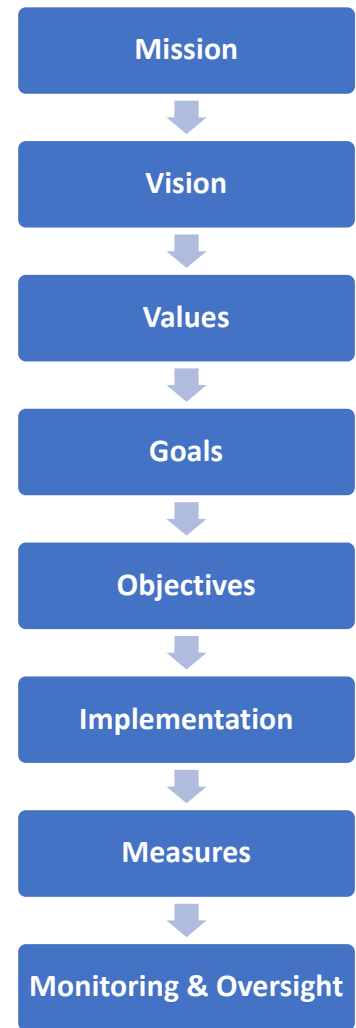 Mission
Vision
Values
Goals
Objectives
Implementation
Measures
Monitoring & Oversight